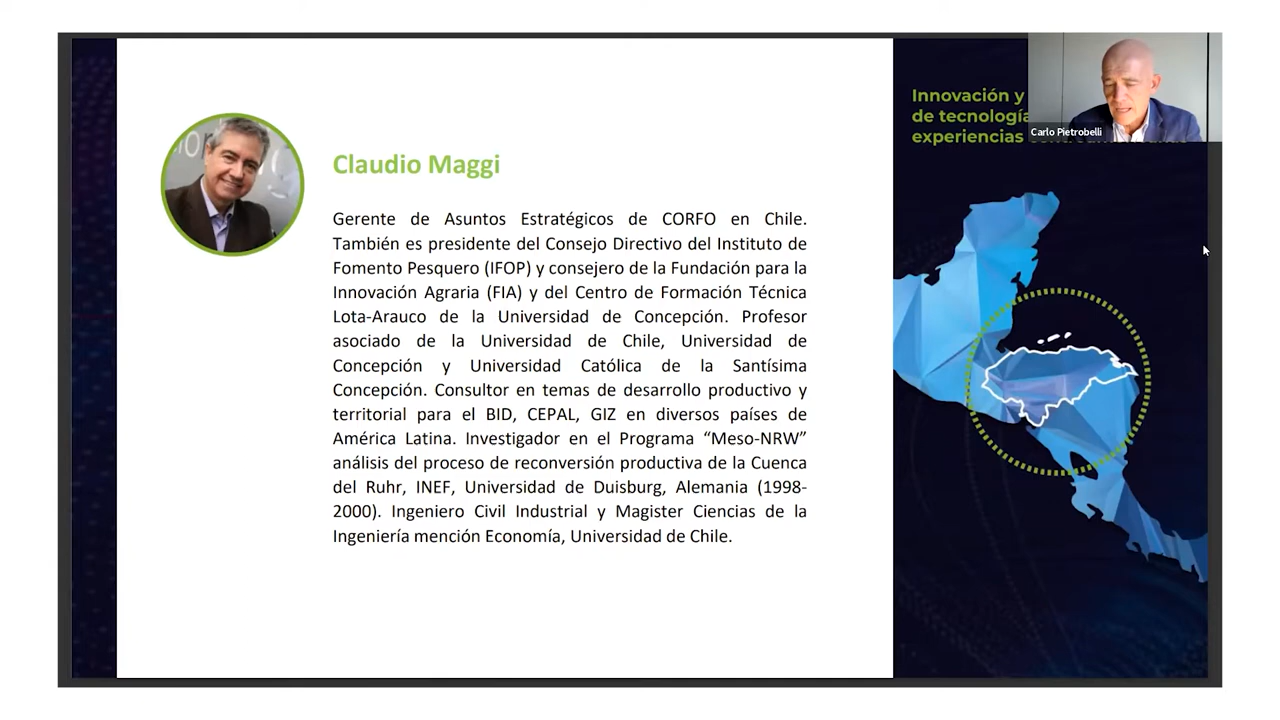 Claudio Maggi
Gerente de Asuntos Estratégicos de CORFO en Chile.
También es presidente del Consejo Directivo del Instituto de
Fomento Pesquero (IFOP) y consejero de la Fundación para la
Innovación Agraria (FIA) y del Centro de Formación Técnica
Lota-Arauco de la Universidad de Concepción. Profesor
asociado de la Universidad de Chile, Universidad de
Concepción y Universidad Católica de la Santísima
Concepción. Consultor en temas de desarrollo productivo y
territorial para el BID, CEPAL, GIZ en diversos países de
América Latina. Investigador en el Programa “Meso-NRW”
análisis del proceso de reconversión productiva de la Cuenca
del Ruhr, INEF, Universidad de Duisburg, Alemania (1998-
2000). Ingeniero Civil Industrial y Magister Ciencias de la
Ingeniería mención Economía, Universidad de Chile.
Innovación y
de tecnología
experiencias
Carlo Pietrobelli